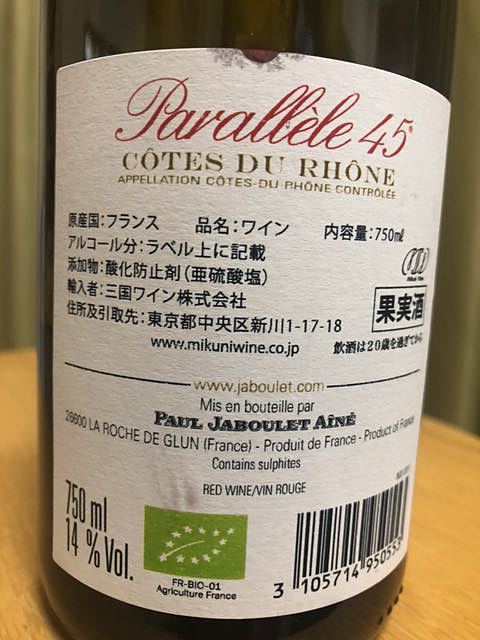 Parallèle 45®
CÔTES DU RHÔNE
APPELLATION CÔTES-DU-RHÔNE CONTRÔLÉE
原産国:フランス 品名:ワイン 内容量:750㎖
アルコール分:ラベル上に記載
添加物:酸化防止剤(亜硫酸塩)
輸入者:三国ワイン株式会社
住所及引取先:東京都中央区新川1-17-18
www.mikuniwine.co.jp
果実酒
飲酒は20歳を過ぎてから
www.jaboulet.com
Mis en bouteille par
PAUL JABOULET AÎNÉ
26600 LA ROCHE DE GLUN (France) - Produit de France - Product of France
Contains sulphites
RED WINE/VIN ROUGE
750 ml
14 % Vol.
FR-BIO-01
Agriculture France
3 105714 950553